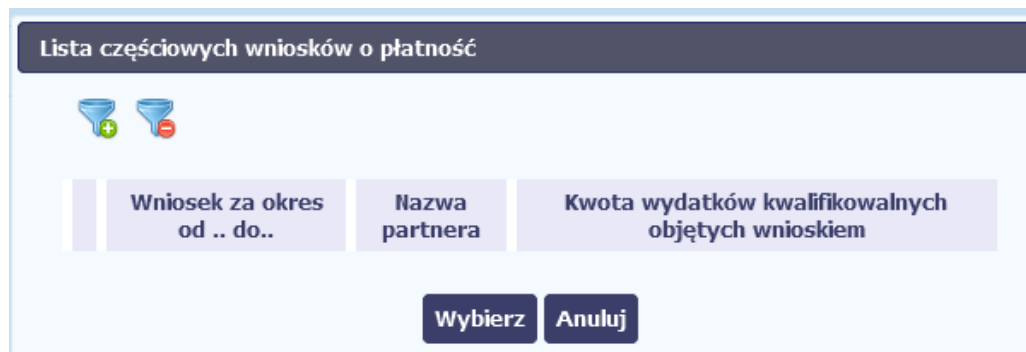 Lista częściowych wniosków o płatność
Wniosek za okres
od .. do..
Nazwa
partnera
Kwota wydatków kwalifikowalnych
objętych wnioskiem
Wybierz Anuluj